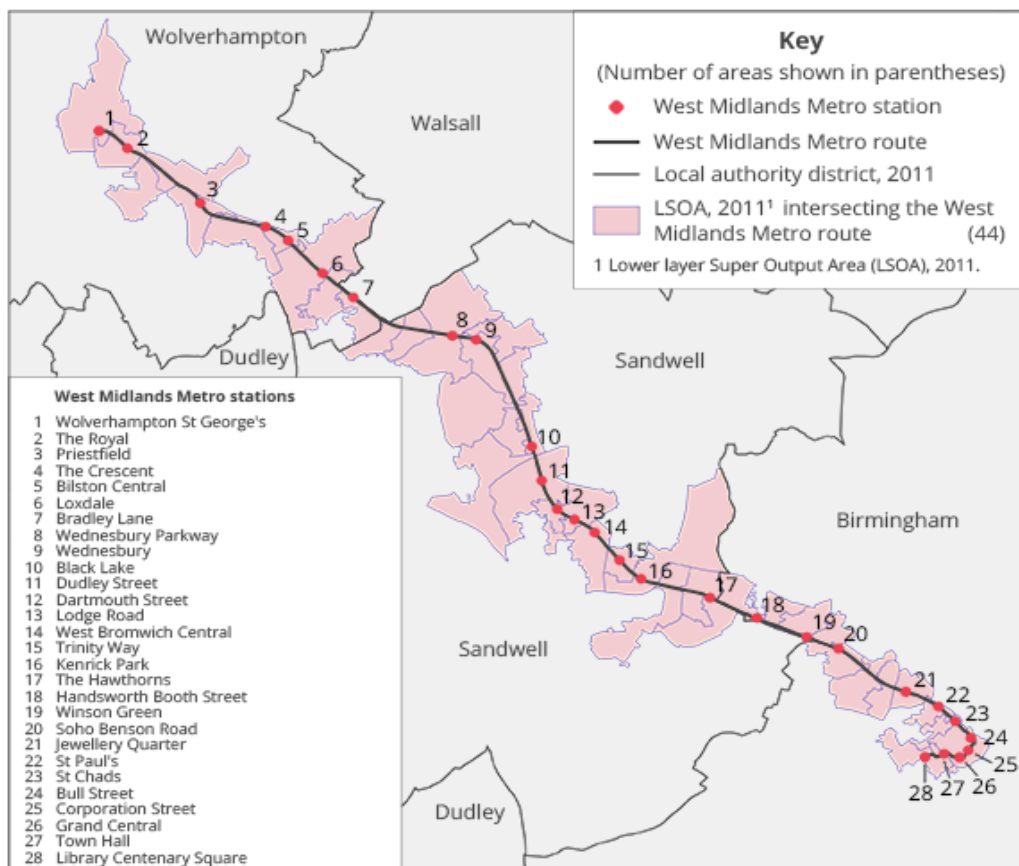 Wolverhampton
Walsall
Key
(Number of areas shown in parentheses)
West Midlands Metro station
West Midlands Metro route
Local authority district, 2011
LSOA, 2011¹ intersecting the West
Midlands Metro route (44)
1 Lower layer Super Output Area (LSOA), 2011.
1
2
3
4
5
6
7
8
9
Dudley
Sandwell
West Midlands Metro stations
1 Wolverhampton St George's
2 The Royal
3 Priestfield
4 The Crescent
5 Bilston Central
6 Loxdale
7 Bradley Lane
8 Wednesbury Parkway
9 Wednesbury
10 Black Lake
11 Dudley Street
12 Dartmouth Street
13 Lodge Road
14 West Bromwich Central
15 Trinity Way
16 Kenrick Park
17 The Hawthorns
18 Handsworth Booth Street
19 Winson Green
20 Soho Benson Road
21 Jewellery Quarter
22 St Paul's
23 St Chads
24 Bull Street
25 Corporation Street
26 Grand Central
27 Town Hall
28 Library Centenary Square
10
11
12
13
14
15
16
Birmingham
17
18
19
20
Sandwell
21
22
23
24
25
26
27
28
Dudley